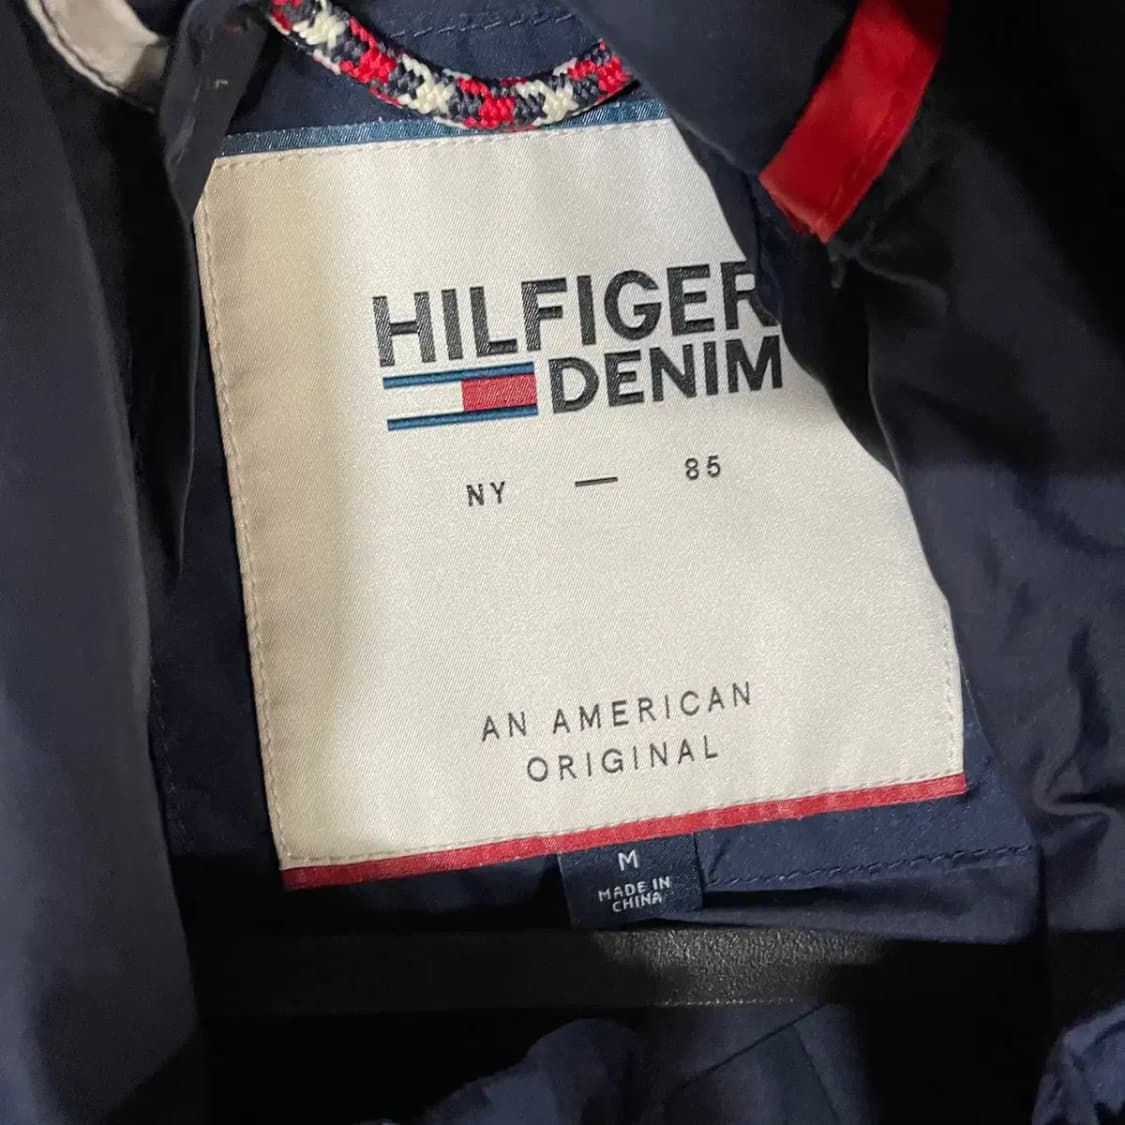 HILFIGER
DENIM
NY — 85
AN AMERICAN
ORIGINAL
M
MADE IN
CHINA